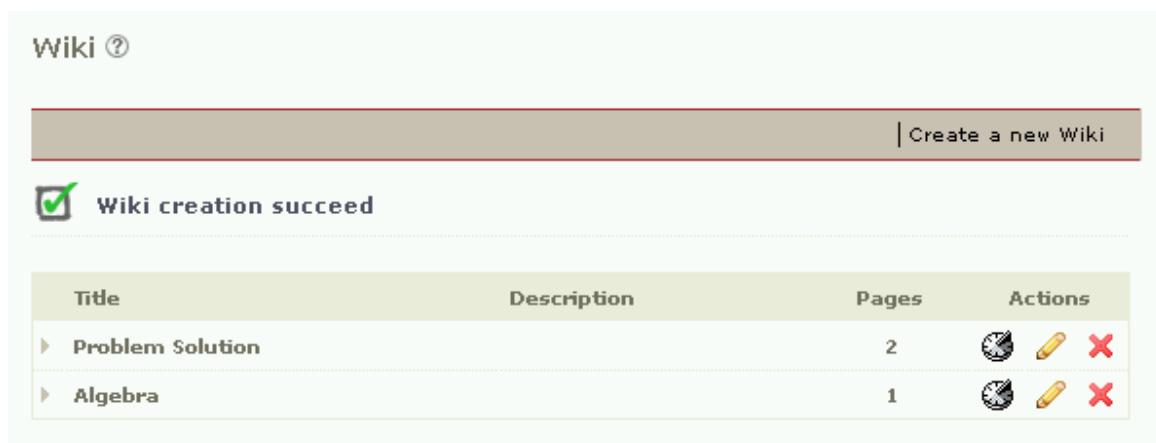 Wiki ?
Create a new Wiki
Wiki creation succeed
Title Description Pages Actions
Problem Solution 2
Algebra 1